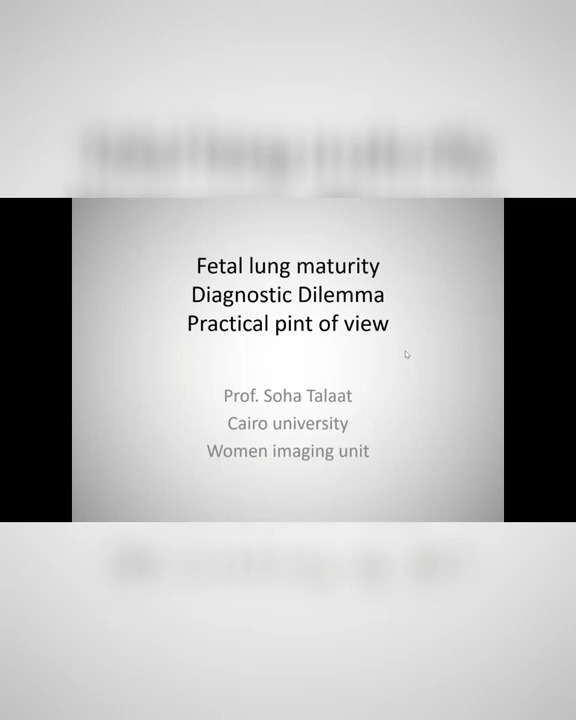 Fetal lung maturity
Diagnostic Dilemma
Practical pint of view
Prof. Soha Talaat
Cairo university
Women imaging unit